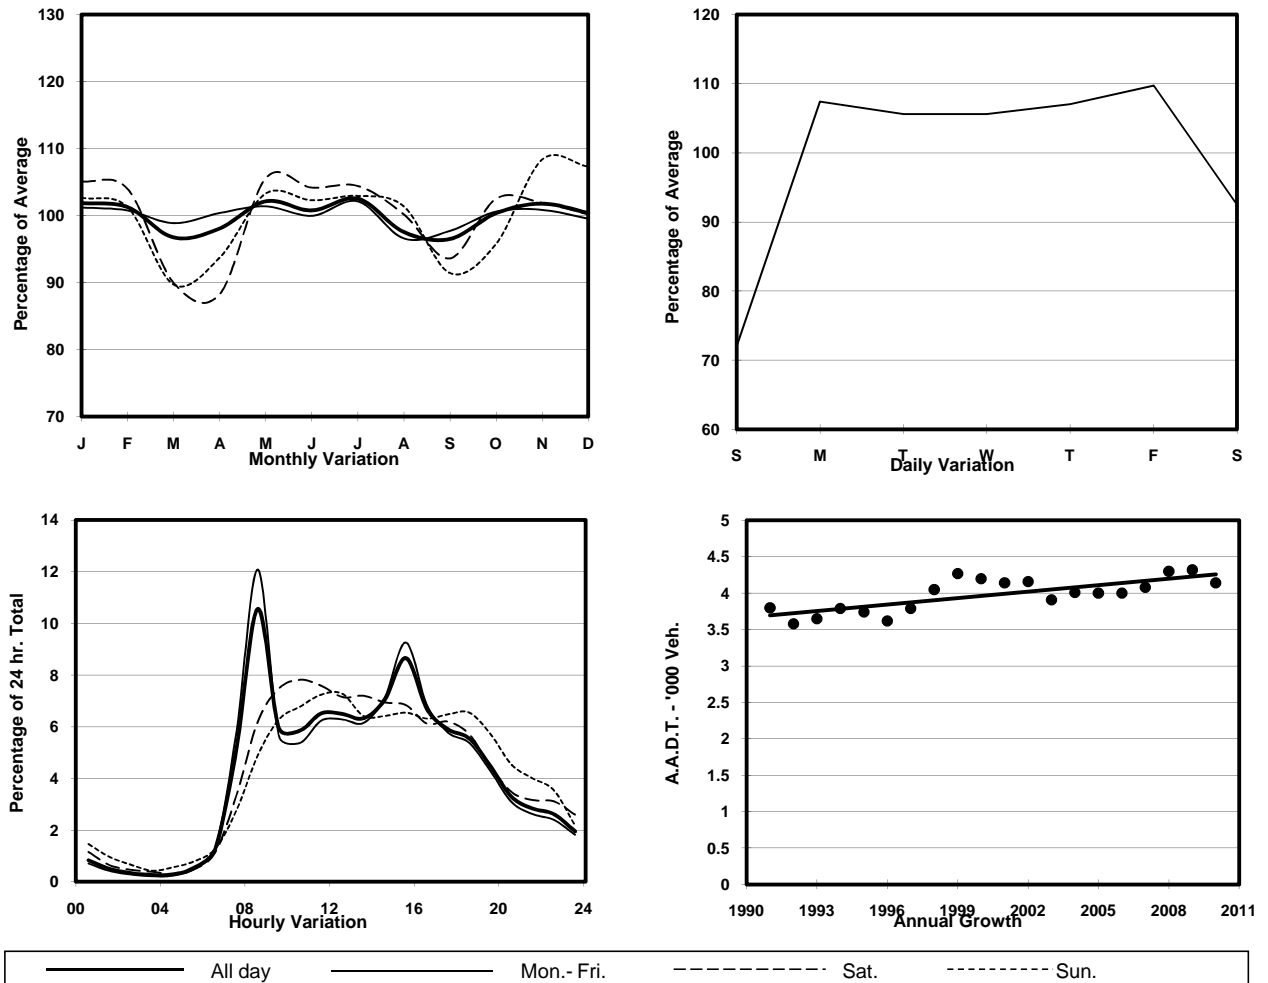 130
120
110
100
90
80
70
Percentage of Average
J F M A M J J A S O N D
Monthly Variation
120
110
100
90
80
70
60
Percentage of Average
S M T W T F S
Daily Variation
14
12
10
8
6
4
2
0
Percentage of 24 hr. Total
00 04 08 12 16 20 24
Hourly Variation
5
4.5
4
3.5
3
2.5
2
1.5
1
0.5
0
A.A.D.T. - '000 Veh.
1990 1993 1996 1999 2002 2005 2008 2011
Annual Growth
All day Mon.- Fri. Sat. Sun.